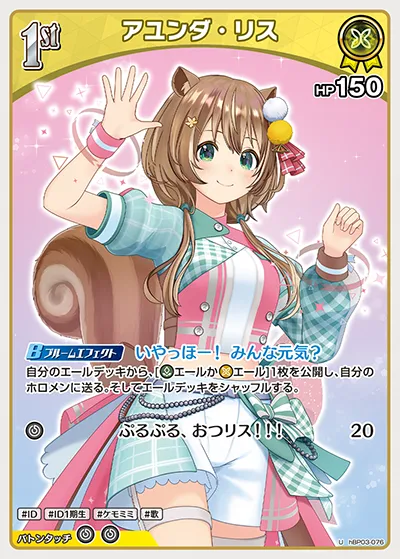 1st
アユンダ・リス
HP150
Bブルームエフェクト いやっほー!みんな元気?
自分のエールデッキから、[エールかエール]1枚を公開し、自分の
ホロメンに送る。そしてエールデッキをシャッフルする。
ぷるぷる、おつリス!!! 20
#ID #ID1期生 #ケモミミ #歌
バトンタッチ
U hBP03-076